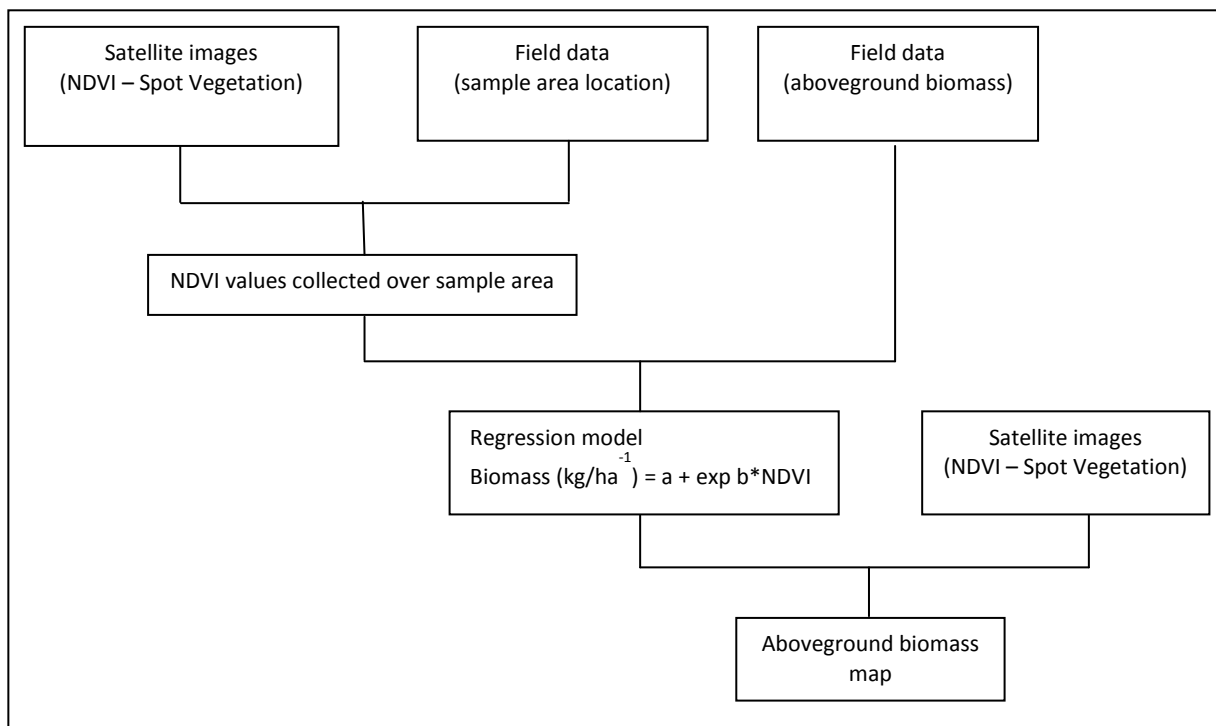 Satellite images
(NDVI – Spot Vegetation)
Field data
(sample area location)
Field data
(aboveground biomass)
NDVI values collected over sample area
Regression model
Biomass (kg/ha⁻¹) = a + exp b*NDVI
Satellite images
(NDVI – Spot Vegetation)
Aboveground biomass
map